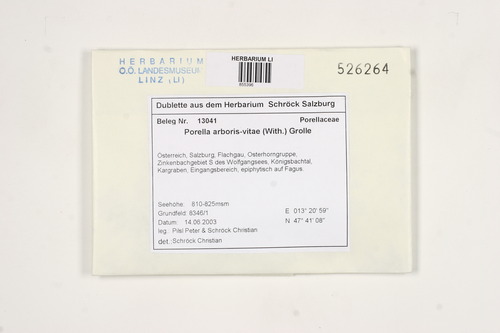 HERBARIUM
O.Ö. LANDESMUSEUM
LINZ (LI)
HERBARIUM LI
526264
Dublette aus dem Herbarium Schröck Salzburg
Beleg Nr. 13041 Porellaceae
Porella arboris-vitae (With.) Grolle
Österreich, Salzburg, Flachgau, Osterhorngruppe,
Zinkenbachgebiet S des Wolfgangsees, Königsbachtal,
Kargraben, Eingangsbereich, epiphytisch auf Fagus.
Seehöhe: 810-825msm
Grundfeld: 8346/1 E 013° 20' 59"
Datum: 14.06.2003 N 47° 41' 08"
leg.: Pilsl Peter & Schröck Christian
det.: Schröck Christian